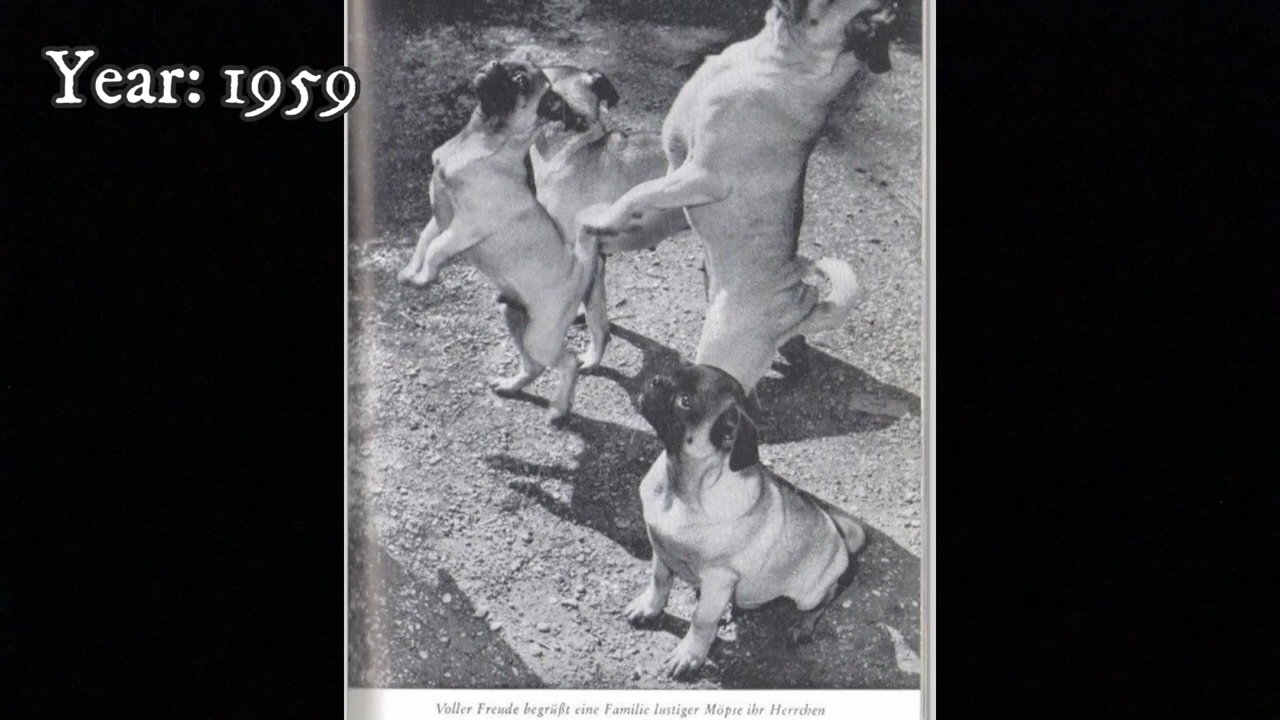 Year: 1959
Voller Freude begrüßt eine Familie lustiger Möpse ihr Herrchen